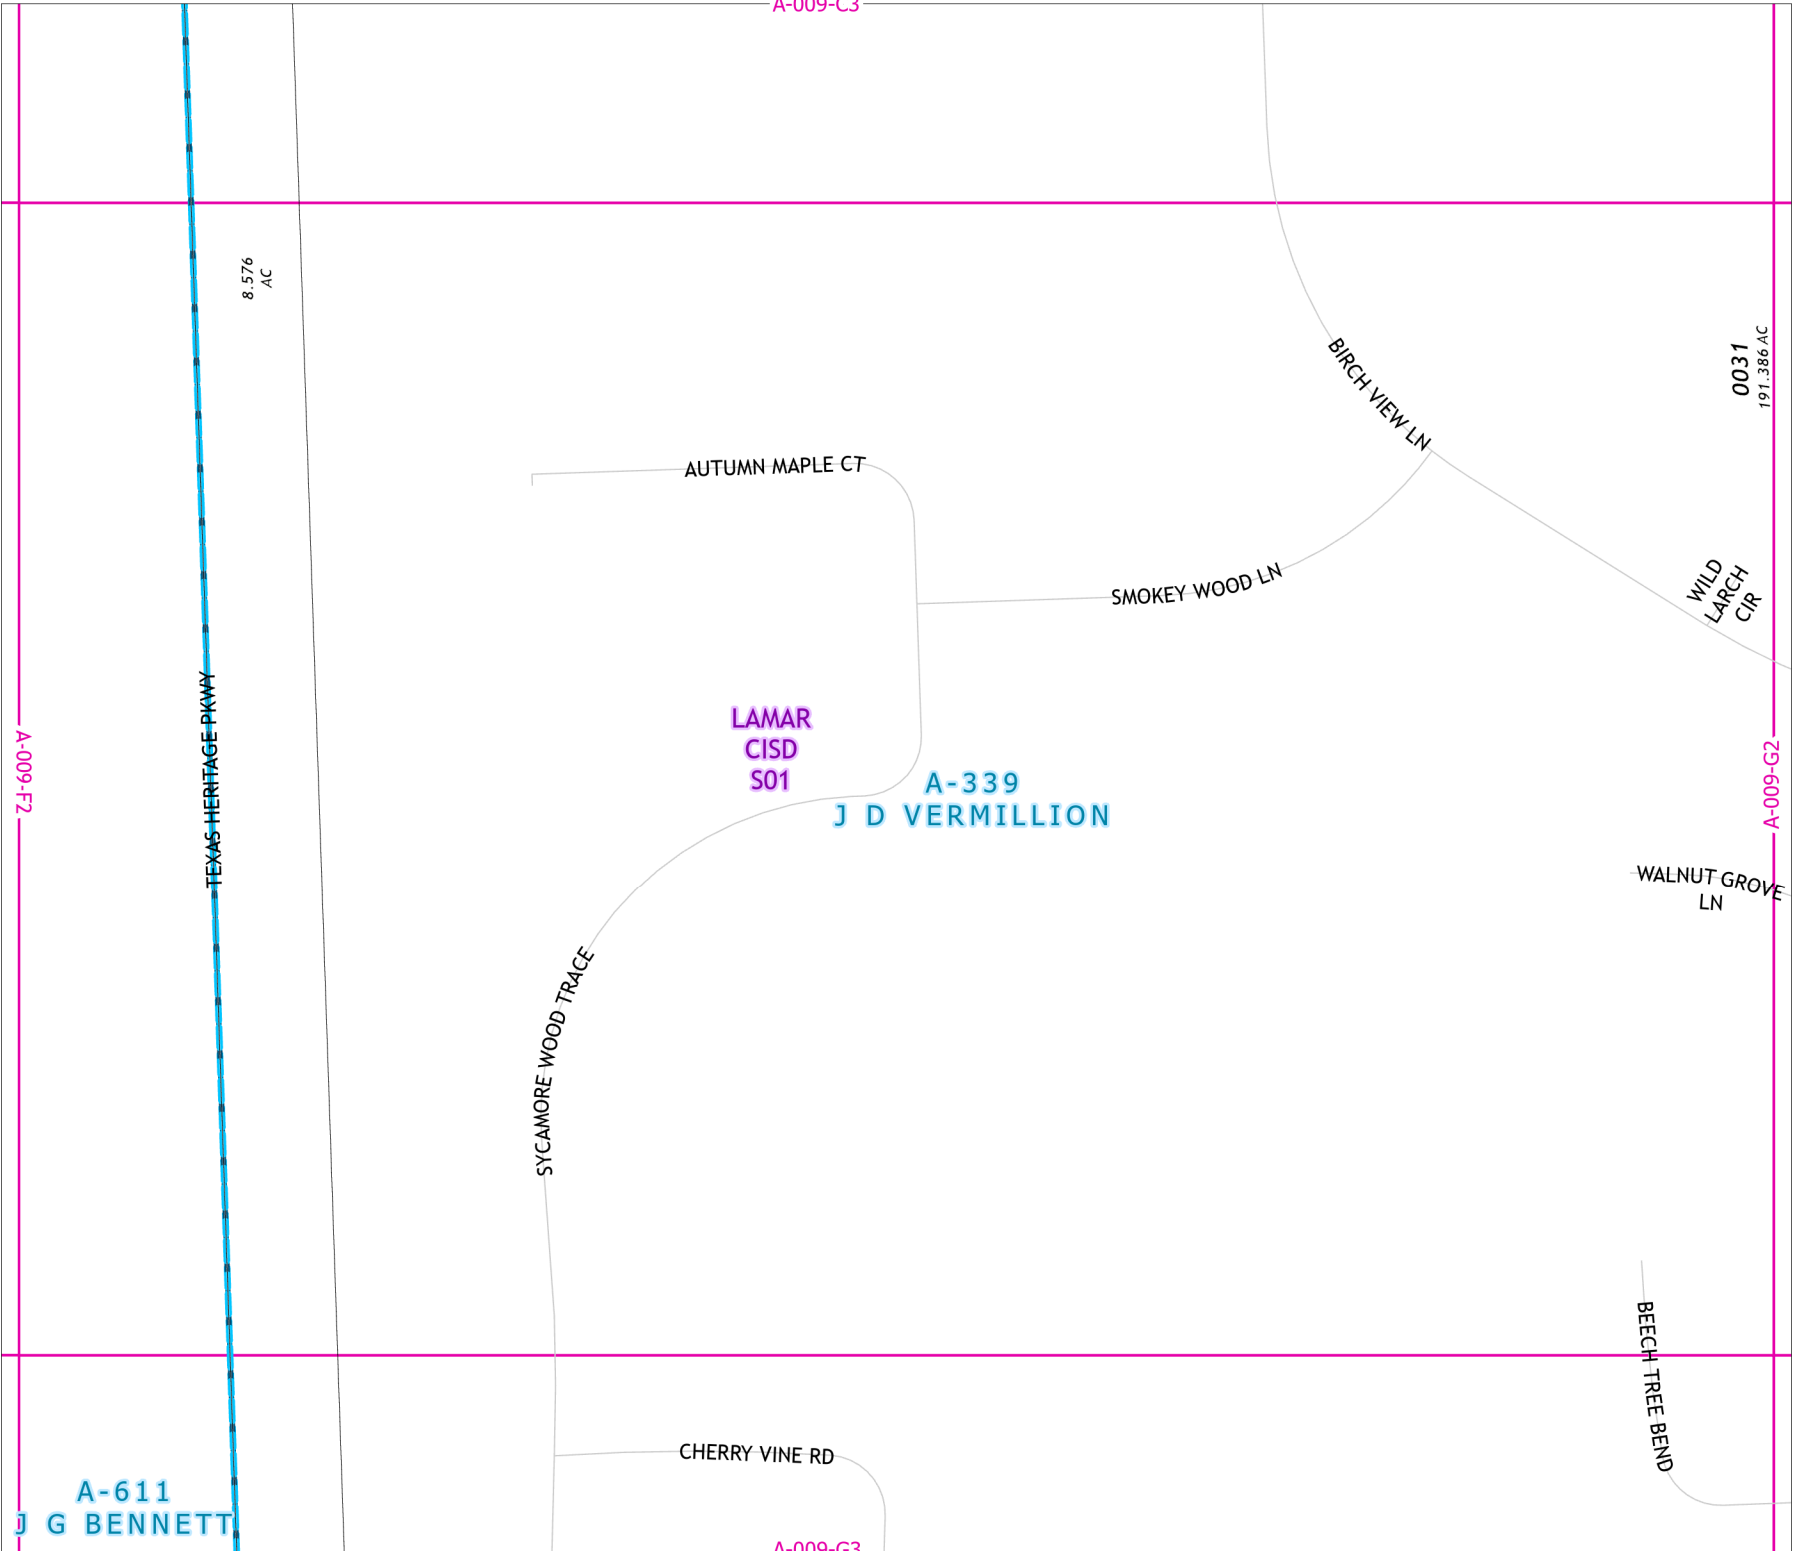 A-009-C3
8.576
AC
BIRCH VIEW LN
0031
191.386 AC
AUTUMN MAPLE CT
SMOKEY WOOD LN
WILD
LARCH
CIR
TEXAS HERITAGE PKWY
LAMAR
CISD
S01
A-009-F2
A-339
J D VERMILLION
A-009-G2
WALNUT GROVE
LN
SYCAMORE WOOD TRACE
BEECH TREE BEND
CHERRY VINE RD
A-611
J G BENNETT
A-009-G3